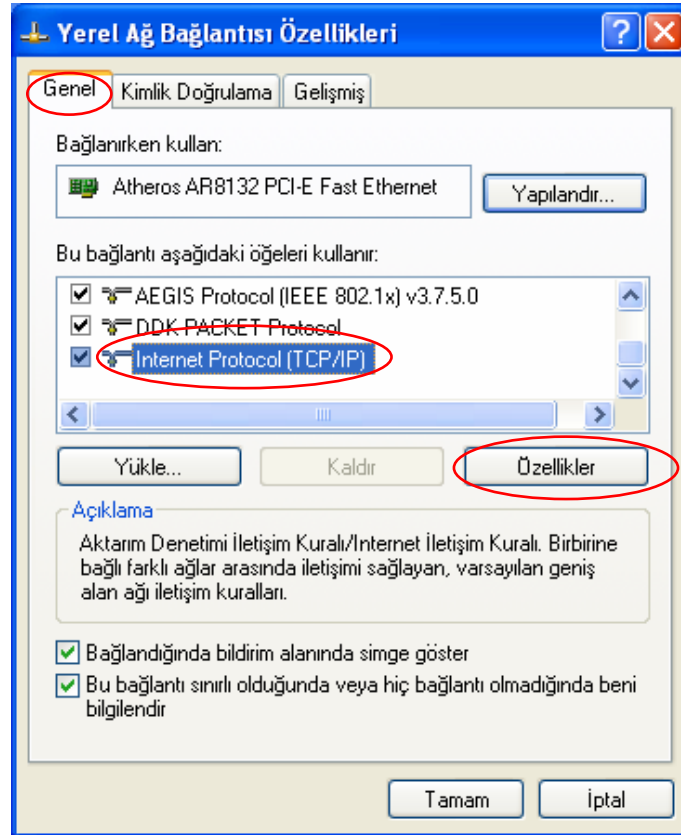 Yerel Ağ Bağlantısı Özellikleri
Genel Kimlik Doğrulama Gelişmiş
Bağlanırken kullan:
Atheros AR8132 PCI-E Fast Ethernet Yapılandır...
Bu bağlantı aşağıdaki öğeleri kullanır:
AEGIS Protocol (IEEE 802.1x) v3.7.5.0
DDK PACKET Protocol
Internet Protocol (TCP/IP)
Yükle... Kaldır Özellikler
Açıklama
Aktarım Denetimi İletişim Kuralı/Internet İletişim Kuralı. Birbirine
bağlı farklı ağlar arasında iletişimi sağlayan, varsayılan geniş
alan ağı iletişim kuralları.
Bağlandığında bildirim alanında simge göster
Bu bağlantı sınırlı olduğunda veya hiç bağlantı olmadığında beni
bilgilendir
Tamam İptal